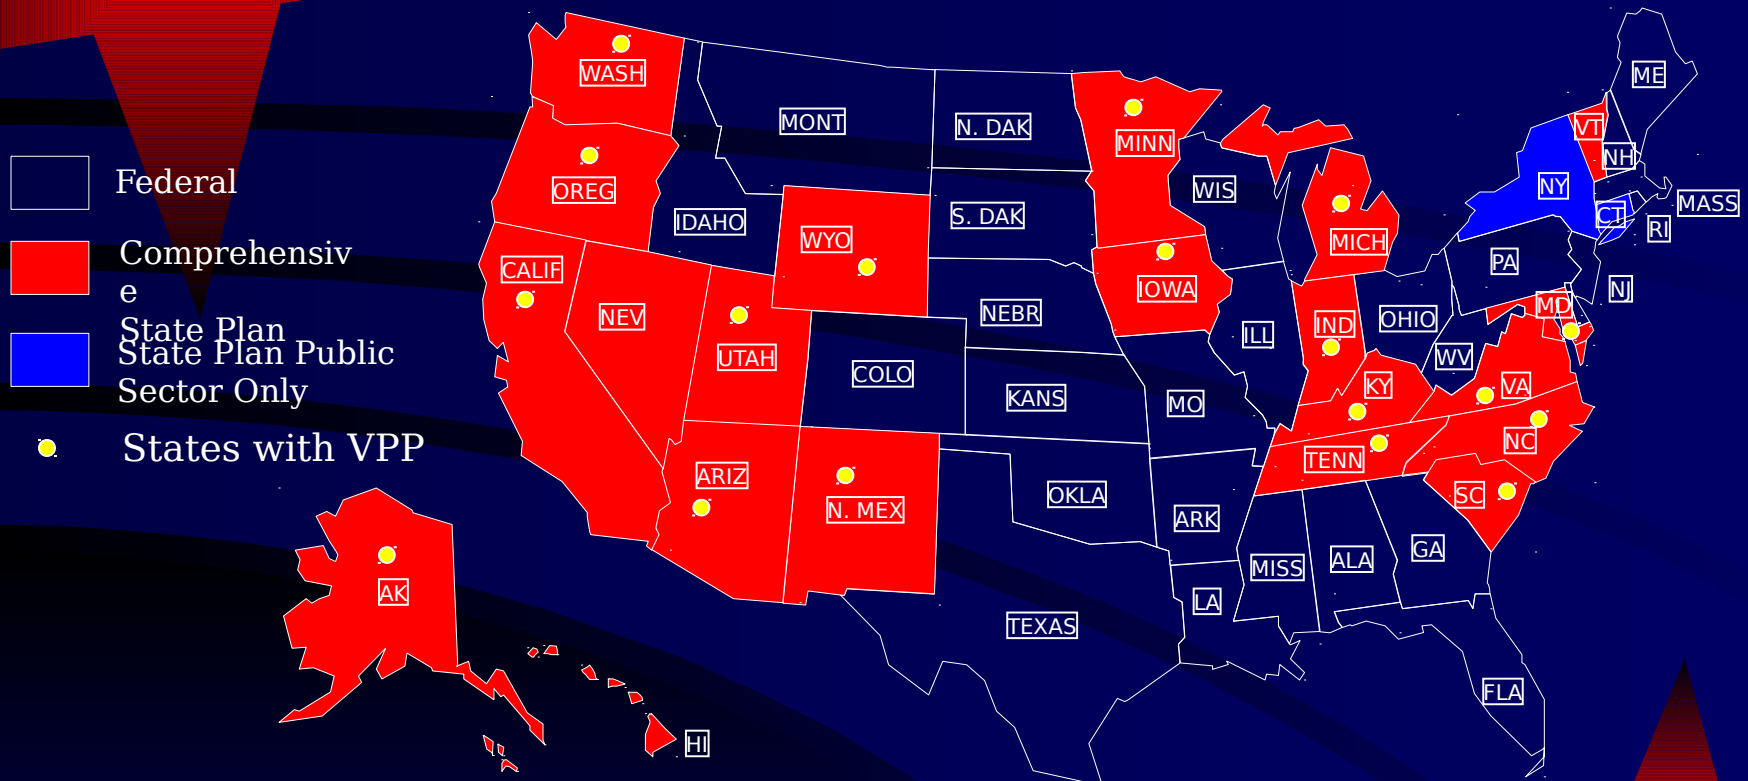 Federal
Comprehensiv
e
State Plan
State Plan Public
Sector Only
States with VPP
WASH
MONT
N. DAK
MINN
ME
VT
NH
OREG
IDAHO
WYO
S. DAK
WIS
MICH
NY
MASS
CT
RI
CALIF
NEV
UTAH
NEBR
IOWA
ILL
IND
OHIO
PA
NJ
MD
COLO
KANS
MO
KY
WV
VA
ARIZ
N. MEX
OKLA
ARK
TENN
NC
SC
AK
TEXAS
LA
MISS
ALA
GA
FLA
HI